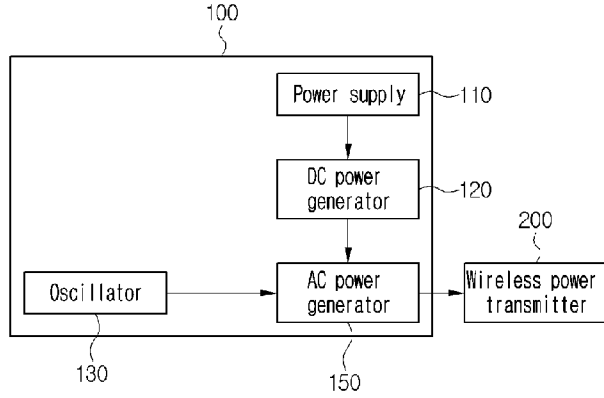 100
Power supply
110
DC power
generator
120
200
Oscillator
AC power
generator
Wireless power
transmitter
130
150